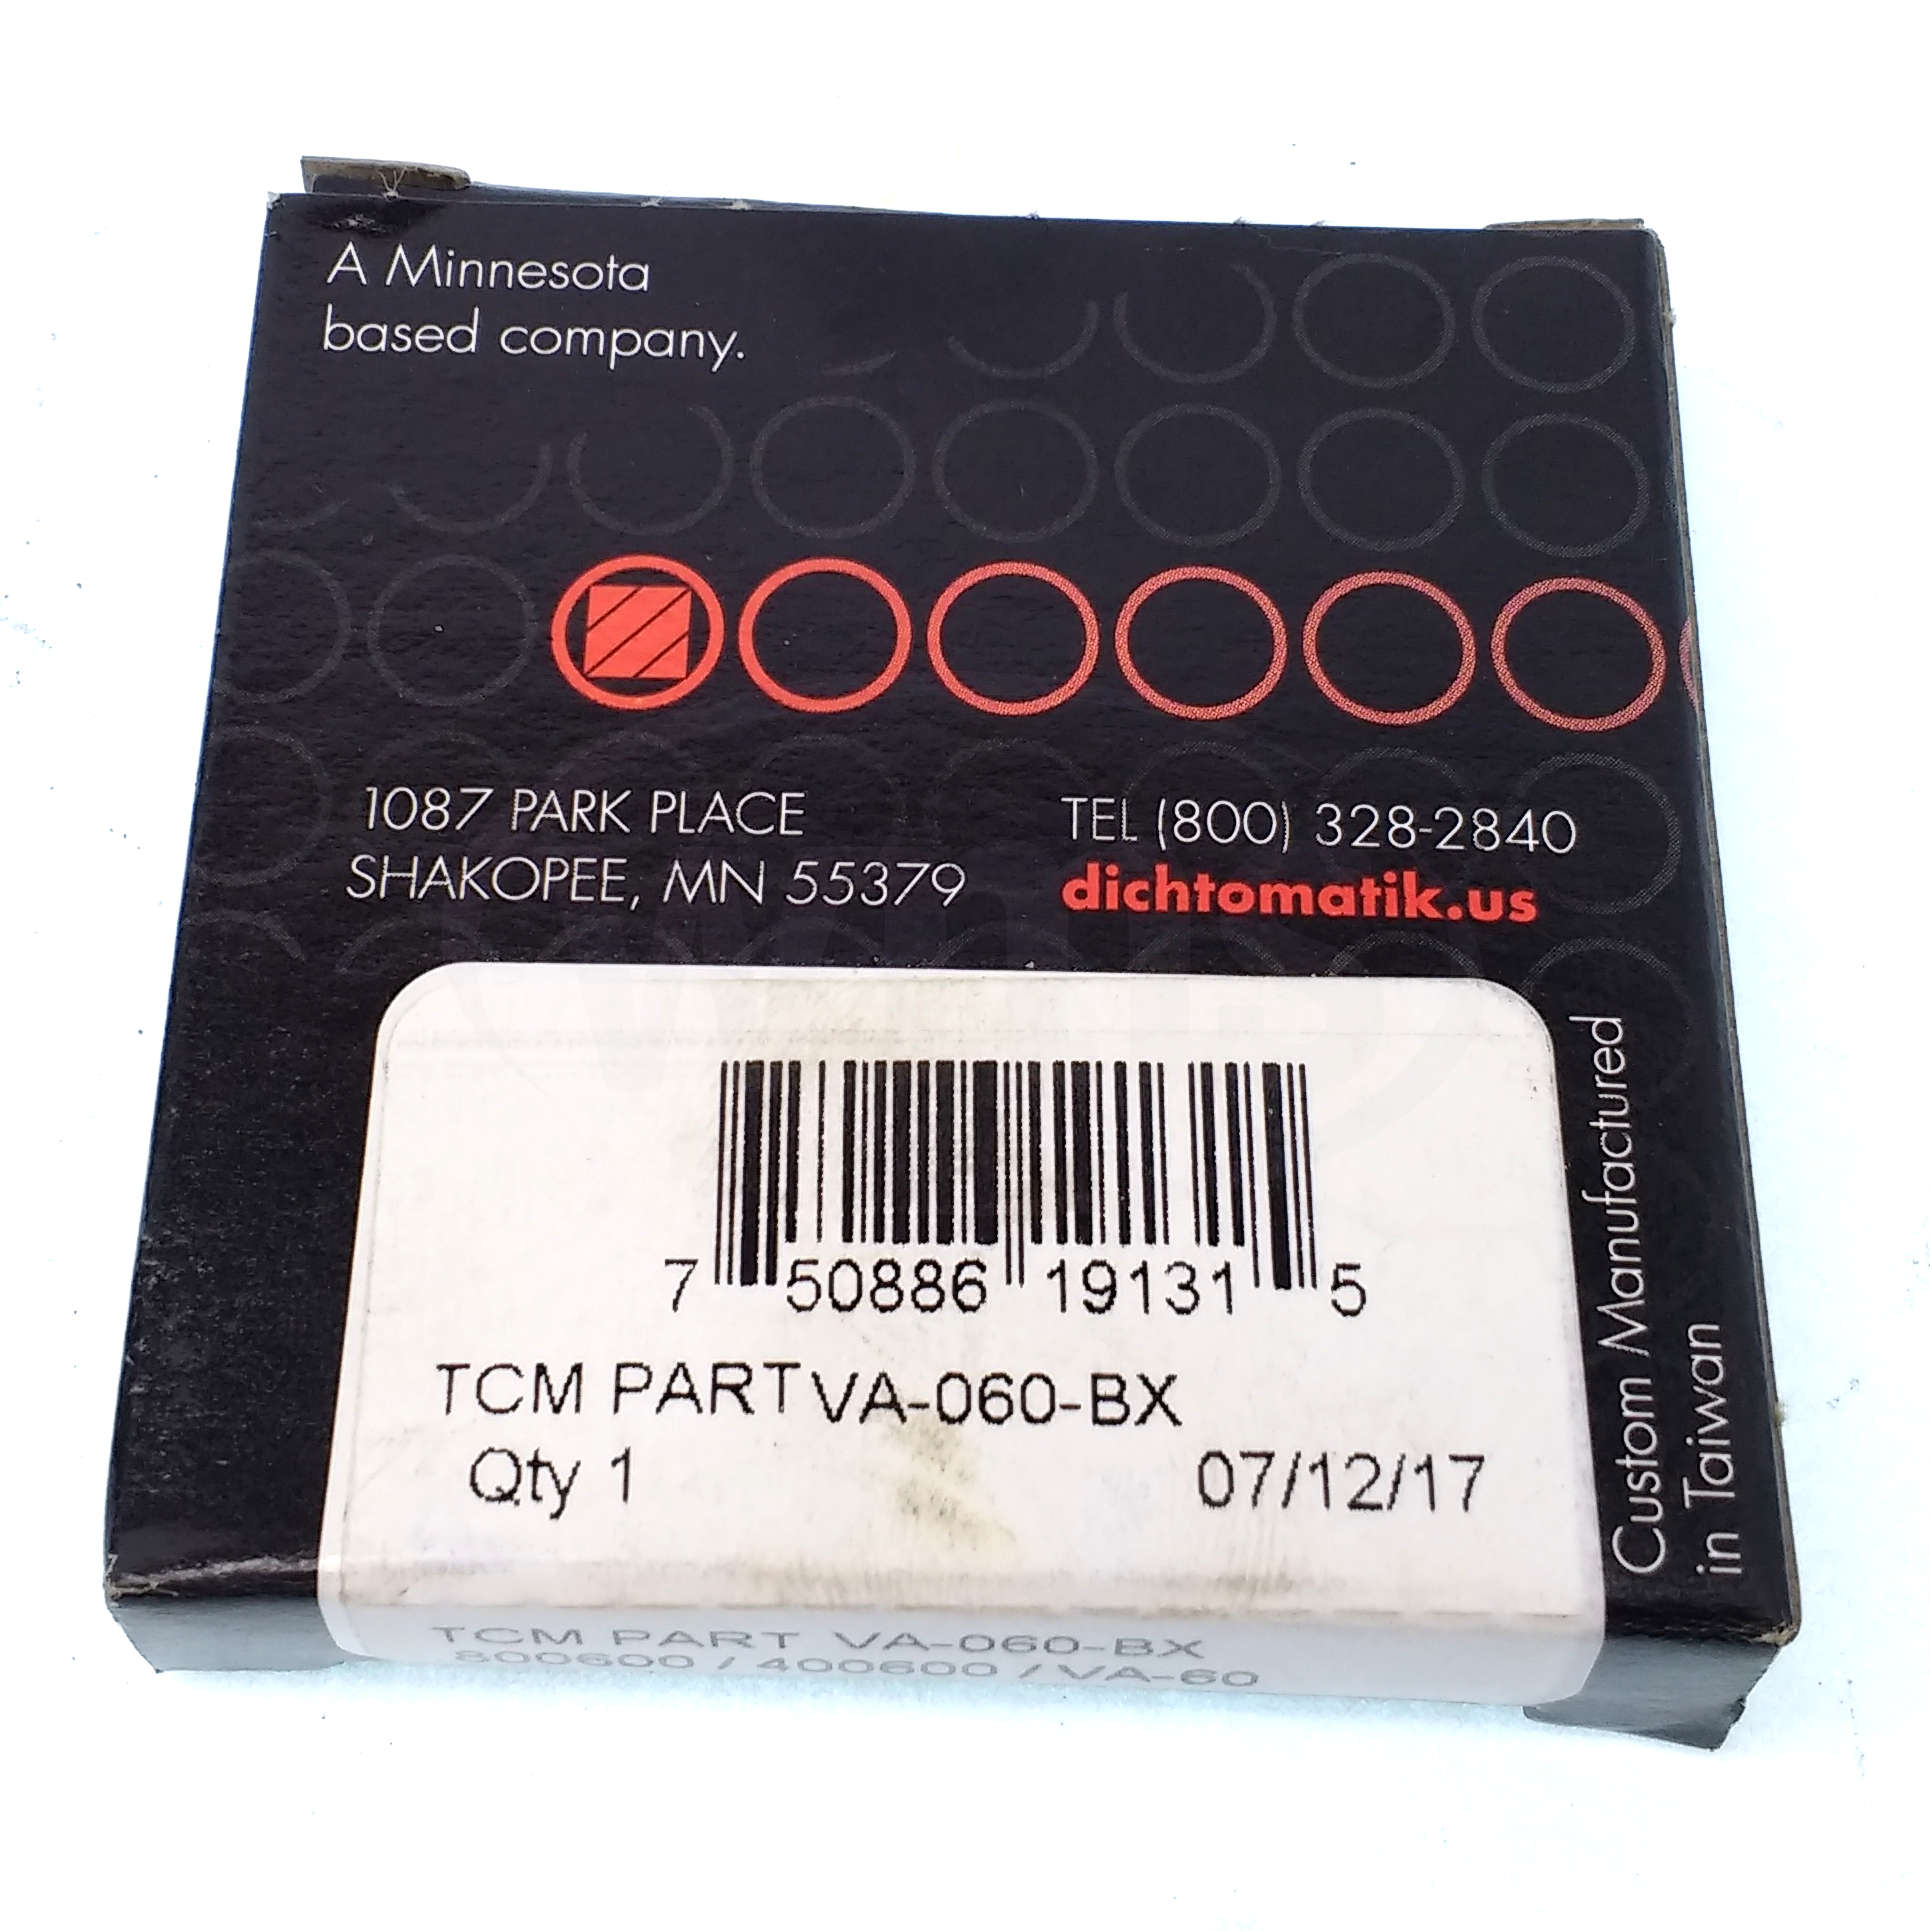 A Minnesota
based company.
1087 PARK PLACE
SHAKOPEE, MN 55379
TEL (800) 328-2840
dichtomatik.us
Custom Manufactured
in Taiwan
7 50886 19131 5
TCM PART VA-060-BX
Qty 1 07/12/17
TCM PART VA-060-BX
800600 / 400600 / VA-60